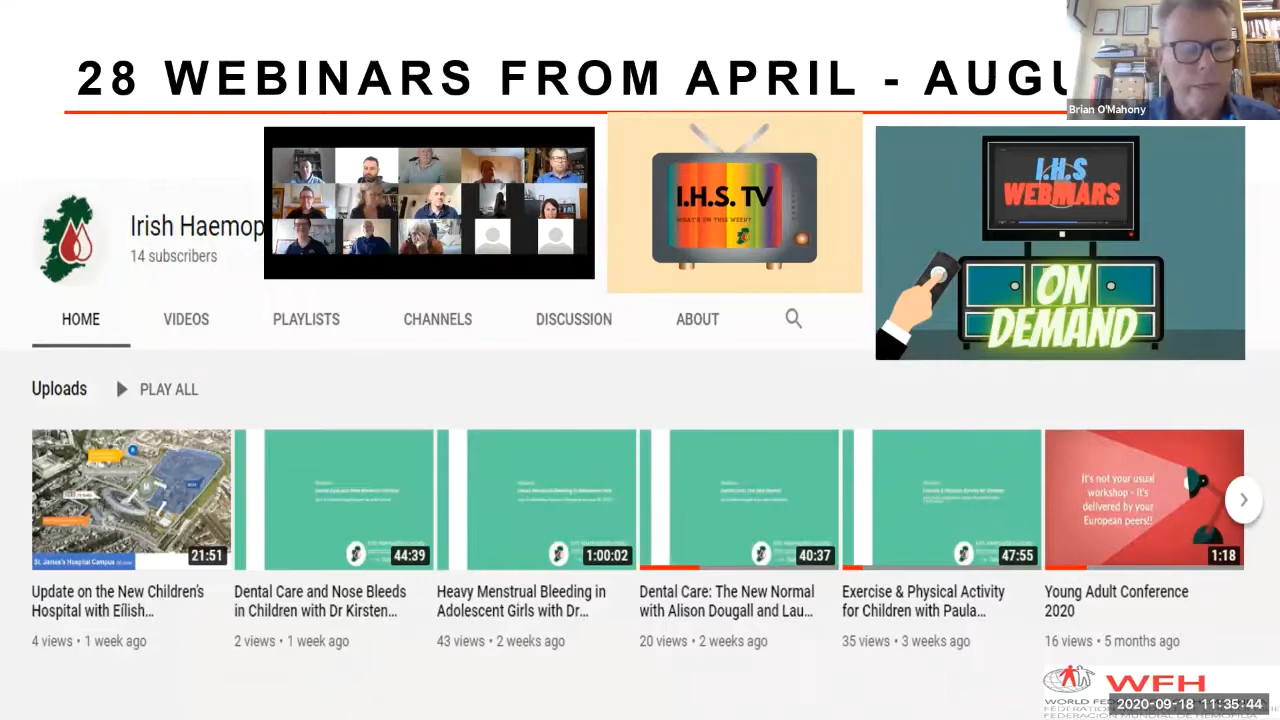 28 WEBINARS FROM APRIL - AUGU
Brian O'Mahony
I.H.S. TV
WHAT'S ON THIS WEEK?
I.H.S
WEBINARS
ON
DEMAND
Irish Haemop
14 subscribers
HOME VIDEOS PLAYLISTS CHANNELS DISCUSSION ABOUT
Uploads PLAY ALL
St. James's Hospital Campus
21:51
44:39
1:00:02
40:37
47:55
It's not your usual
workshop - it's
delivered by your
European peers!!
1:18
Update on the New Children's
Hospital with Eílish...
4 views • 1 week ago
Dental Care and Nose Bleeds
in Children with Dr Kirsten...
2 views • 1 week ago
Heavy Menstrual Bleeding in
Adolescent Girls with Dr...
43 views • 2 weeks ago
Dental Care: The New Normal
with Alison Dougall and Lau...
20 views • 2 weeks ago
Exercise & Physical Activity
for Children with Paula...
35 views • 3 weeks ago
Young Adult Conference
2020
16 views • 5 months ago
WFH
WORLD FED
2020-09-18 11:35:44